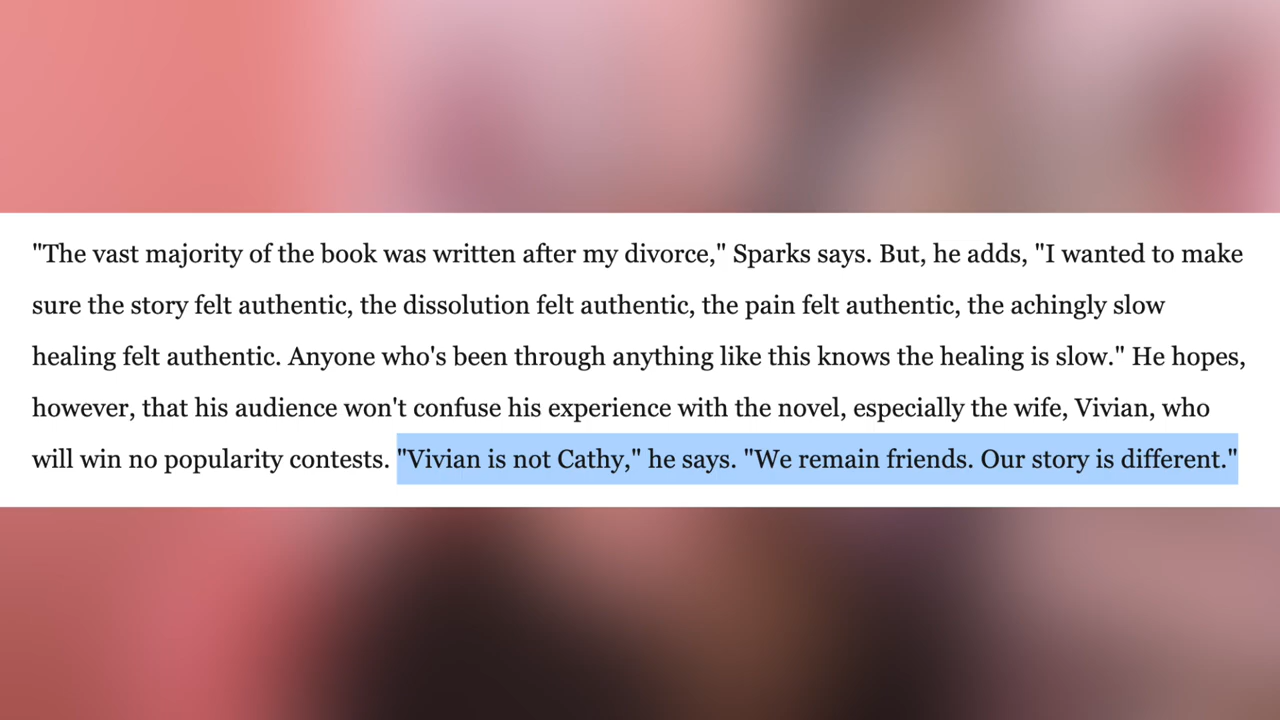 "The vast majority of the book was written after my divorce," Sparks says. But, he adds, "I wanted to make
sure the story felt authentic, the dissolution felt authentic, the pain felt authentic, the achingly slow
healing felt authentic. Anyone who's been through anything like this knows the healing is slow." He hopes,
however, that his audience won't confuse his experience with the novel, especially the wife, Vivian, who
will win no popularity contests. "Vivian is not Cathy," he says. "We remain friends. Our story is different."